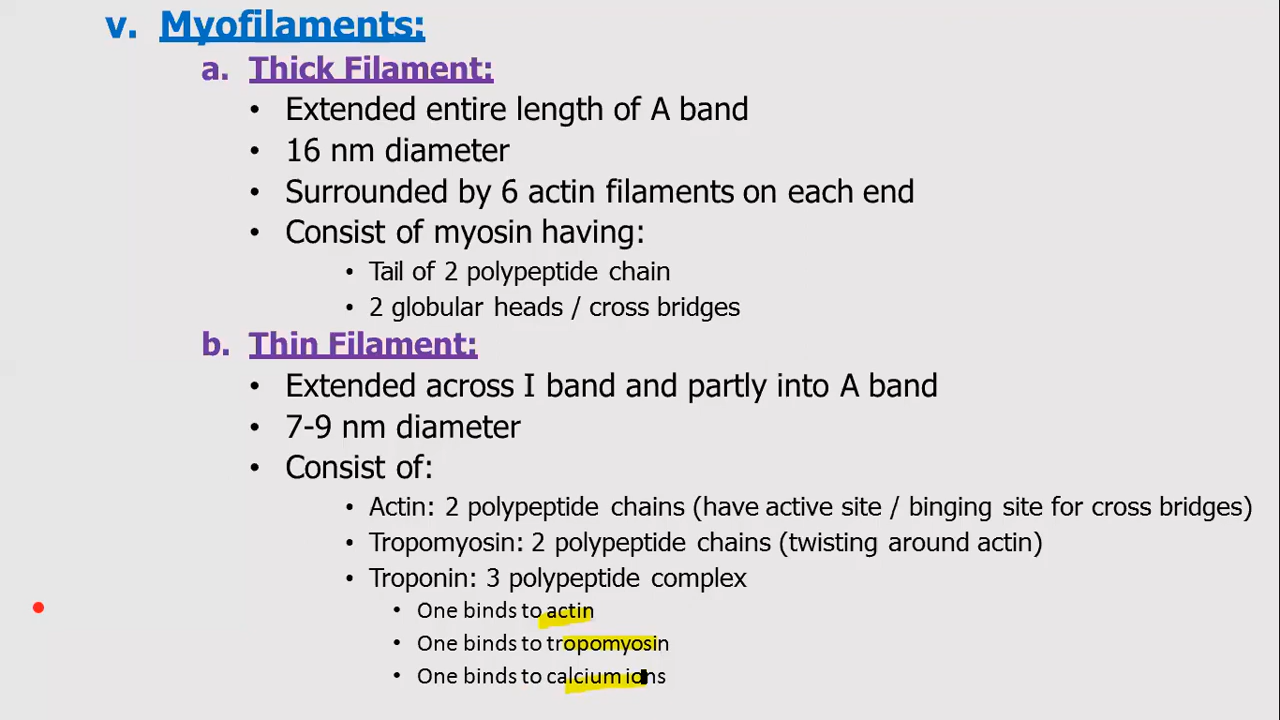 v. Myofilaments:
a. Thick Filament:
• Extended entire length of A band
• 16 nm diameter
• Surrounded by 6 actin filaments on each end
• Consist of myosin having:
• Tail of 2 polypeptide chain
• 2 globular heads / cross bridges
b. Thin Filament:
• Extended across I band and partly into A band
• 7-9 nm diameter
• Consist of:
• Actin: 2 polypeptide chains (have active site / binging site for cross bridges)
• Tropomyosin: 2 polypeptide chains (twisting around actin)
• Troponin: 3 polypeptide complex
• One binds to actin
• One binds to tropomyosin
• One binds to calcium ions